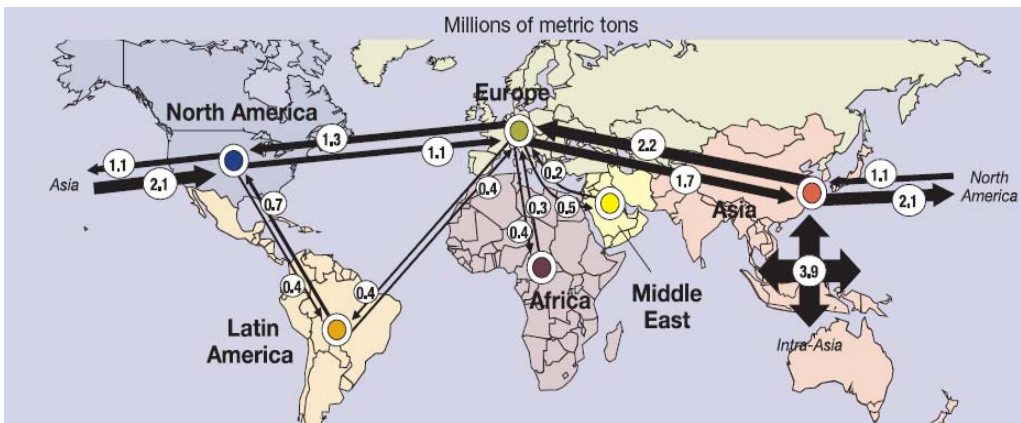 Millions of metric tons
Europe
North America
1.3
2.2
1.1
1.1
0.2
Asia
2.1
0.4
1.7
1.1
North
America
0.7
0.3
0.5
Asia
2,1
0.4
0.4
0.4
3.9
Africa
Middle
East
Latin
America
Intra-Asia